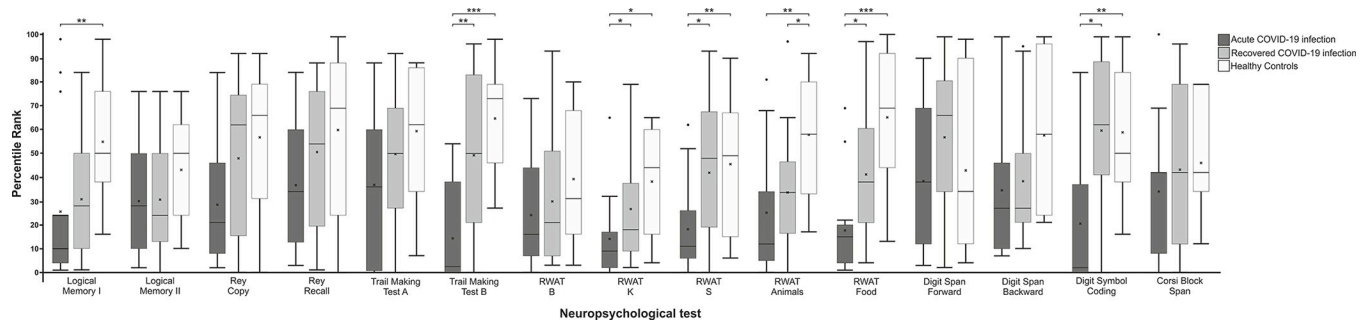 **
***
**
*
*
**
*
**
*
***
*
**
*
Acute COVID-19 infection
Recovered COVID-19 infection
Healthy Controls
Percentile Rank
100
90
80
70
60
50
40
30
20
10
0
Logical
Memory I
Logical
Memory II
Rey
Copy
Rey
Recall
Trail Making
Test A
Trail Making
Test B
RWAT
B
RWAT
K
RWAT
S
RWAT
Animals
RWAT
Food
Digit Span
Forward
Digit Span
Backward
Digit Symbol
Coding
Corsi Block
Span
Neuropsychological test